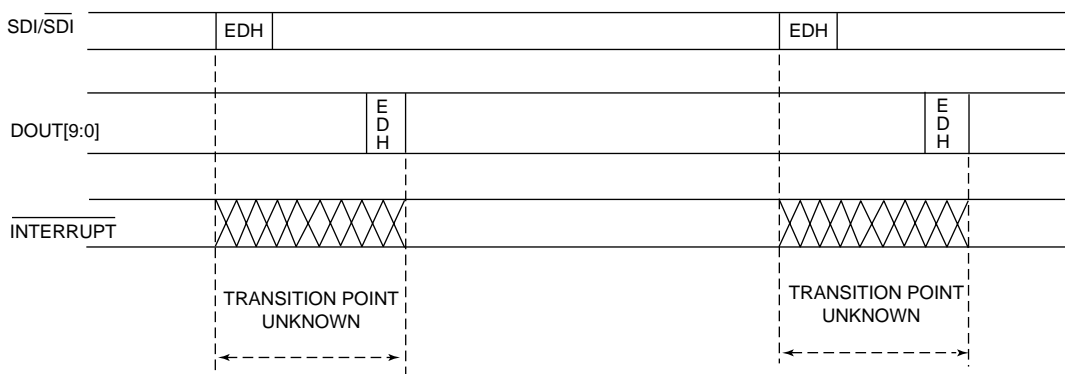 SDI/SDI EDH EDH
DOUT[9:0] E
D
H E
D
H
INTERRUPT
TRANSITION POINT
UNKNOWN
TRANSITION POINT
UNKNOWN